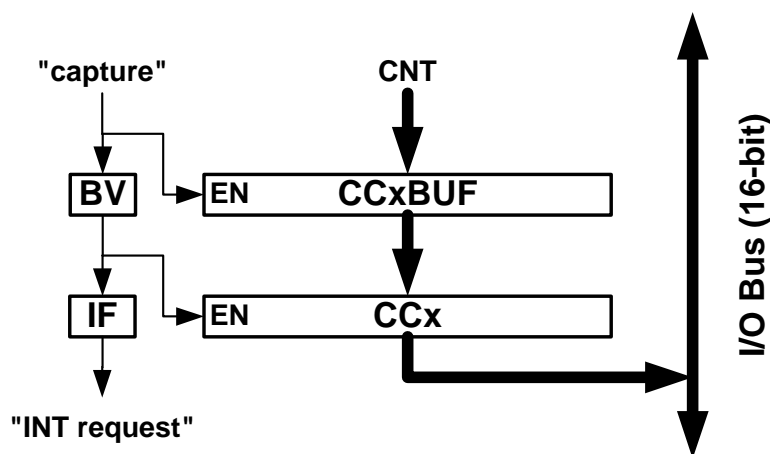 "capture"
CNT
BV
EN
CCxBUF
IF
EN
CCx
"INT request"
I/O Bus (16-bit)